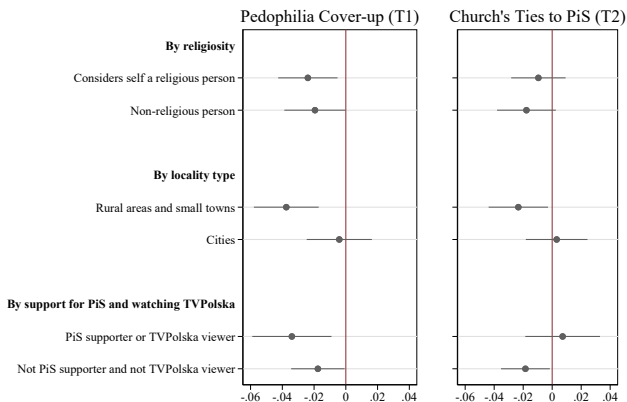 Pedophilia Cover-up (T1)
Church's Ties to PiS (T2)
By religiosity
Considers self a religious person
Non-religious person
By locality type
Rural areas and small towns
Cities
By support for PiS and watching TVPolska
PiS supporter or TVPolska viewer
Not PiS supporter and not TVPolska viewer
-.06 -.04 -.02 0 .02 .04
-.06 -.04 -.02 0 .02 .04